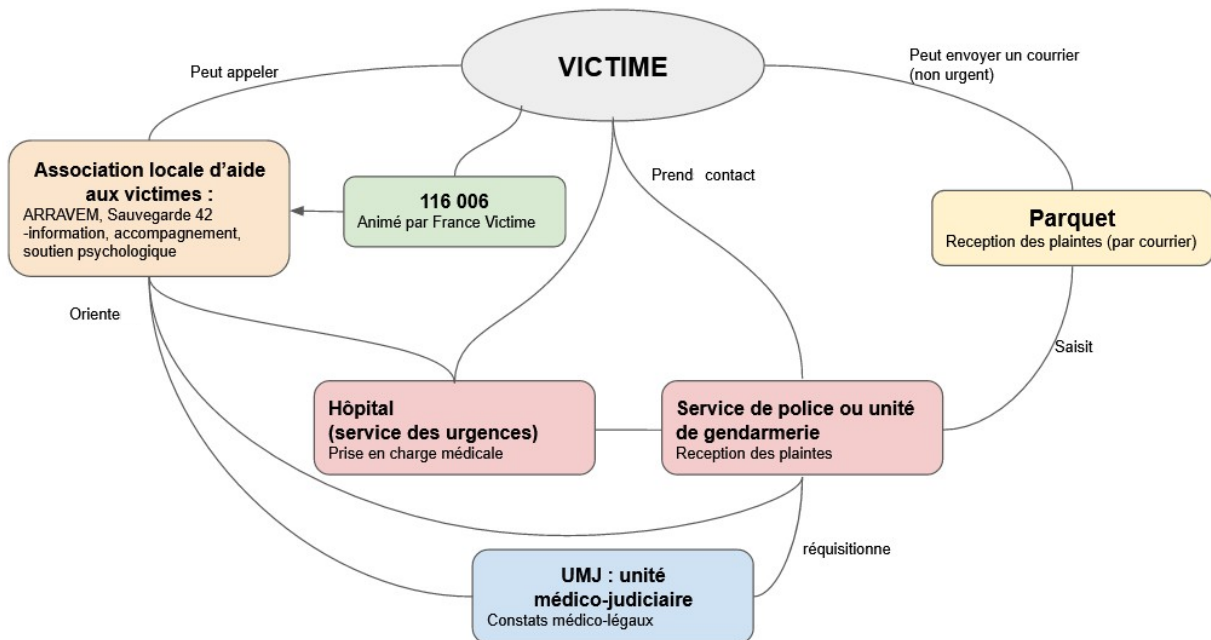 VICTIME
Peut appeler
Peut envoyer un courrier
(non urgent)
Association locale d'aide
aux victimes :
ARRAVEM, Sauvegarde 42
-information, accompagnement,
soutien psychologique
116 006
Animé par France Victime
Prend contact
Parquet
Reception des plaintes (par courrier)
Oriente
Saisit
Hôpital
(service des urgences)
Prise en charge médicale
Service de police ou unité
de gendarmerie
Reception des plaintes
réquisitionne
UMJ : unité
médico-judiciaire
Constats médico-légaux